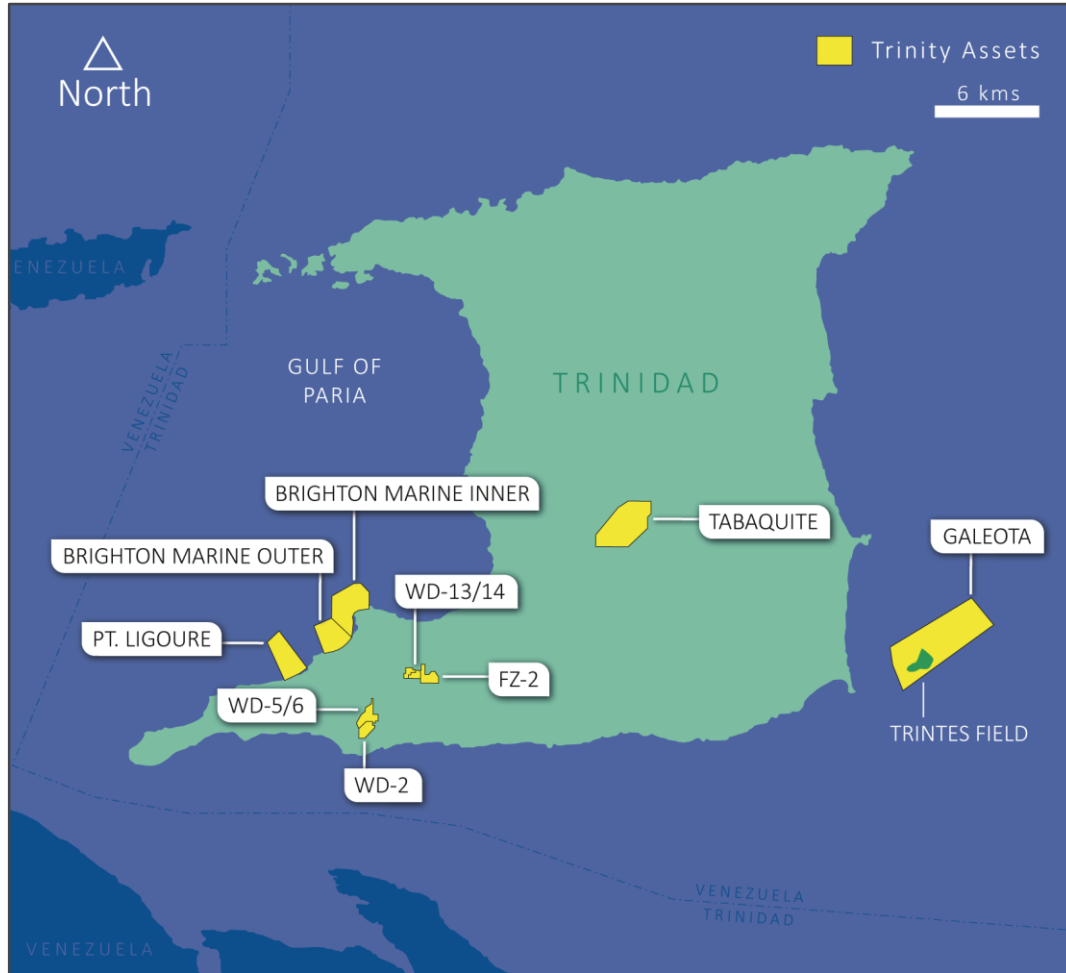 North
Trinity Assets
6 kms
ENEZUELA
VENEZUELA
TRINIDAD
GULF OF
PARIA
TRINIDAD
BRIGHTON MARINE INNER
TABAQUITE
GALEOTA
BRIGHTON MARINE OUTER
WD-13/14
PT. LIGOURE
FZ-2
WD-5/6
TRINTES FIELD
WD-2
VENEZUELA
TRINIDAD
VENEZUELA